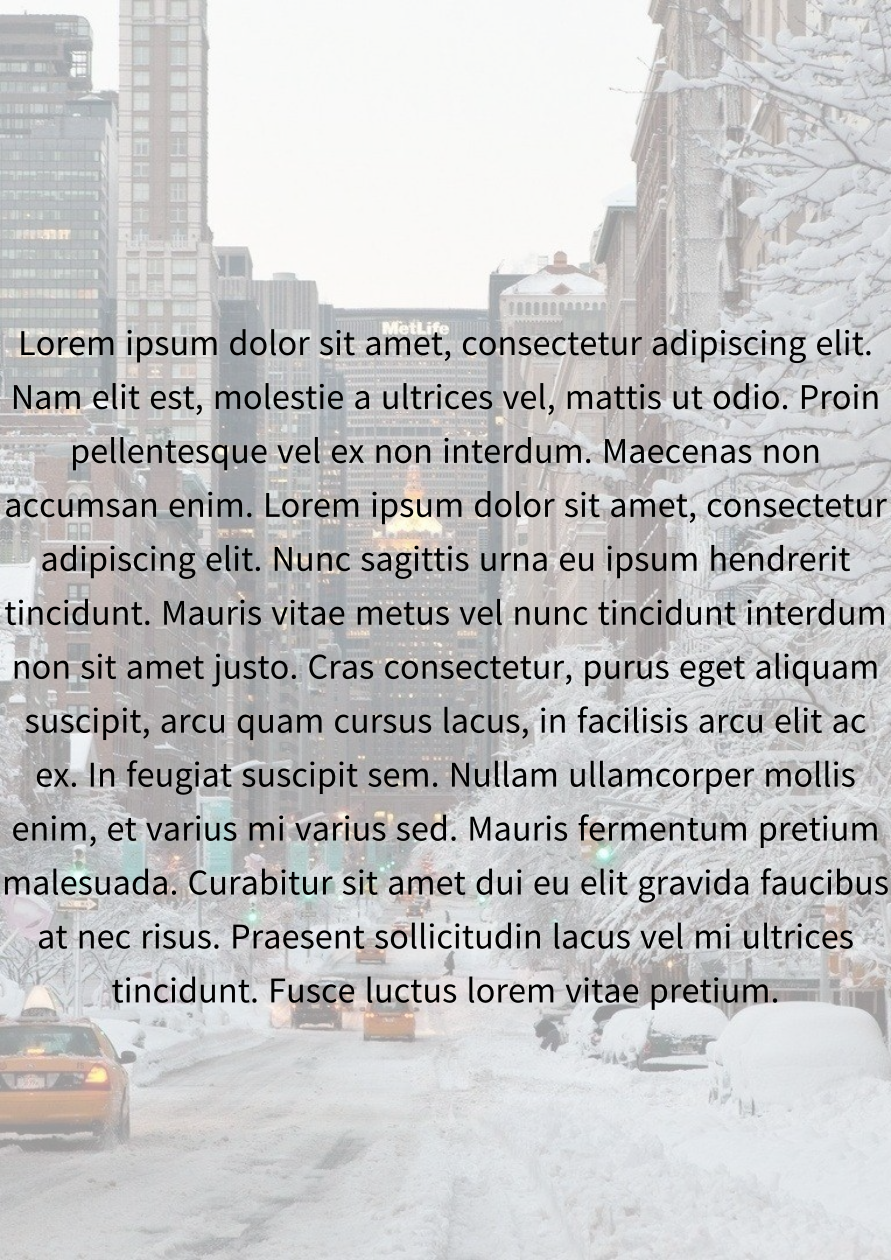 MetLife
Lorem ipsum dolor sit amet, consectetur adipiscing elit.
Nam elit est, molestie a ultrices vel, mattis ut odio. Proin
pellentesque vel ex non interdum. Maecenas non
accumsan enim. Lorem ipsum dolor sit amet, consectetur
adipiscing elit. Nunc sagittis urna eu ipsum hendrerit
tincidunt. Mauris vitae metus vel nunc tincidunt interdum
non sit amet justo. Cras consectetur, purus eget aliquam
suscipit, arcu quam cursus lacus, in facilisis arcu elit ac
ex. In feugiat suscipit sem. Nullam ullamcorper mollis
enim, et varius mi varius sed. Mauris fermentum pretium
malesuada. Curabitur sit amet dui eu elit gravida faucibus
at nec risus. Praesent sollicitudin lacus vel mi ultrices
tincidunt. Fusce luctus lorem vitae pretium.